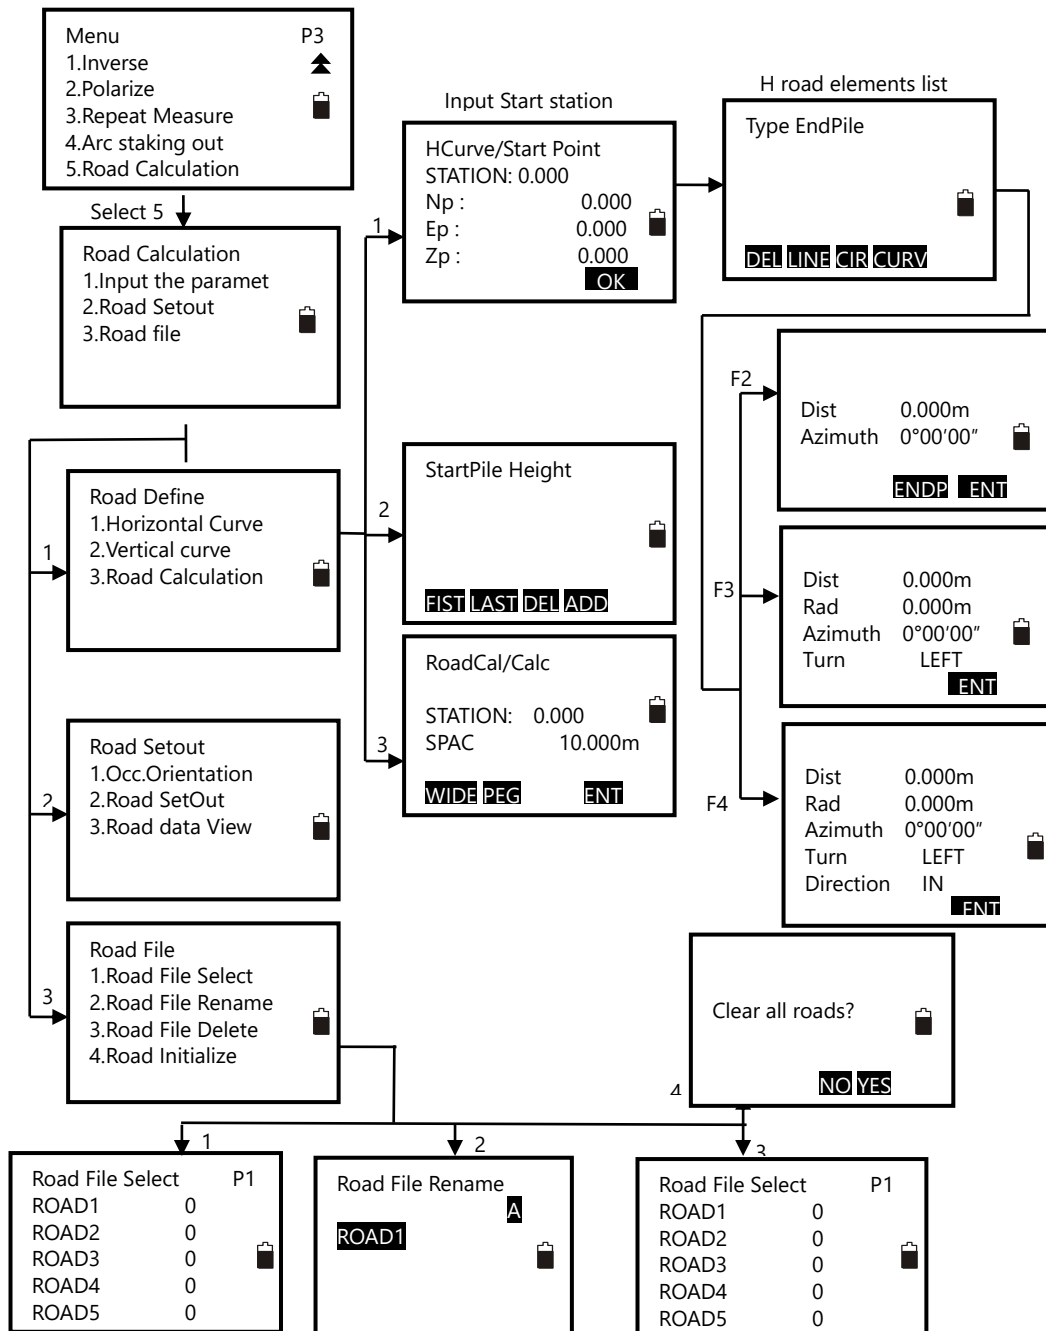 Menu P3
1.Inverse
2.Polarize
3.Repeat Measure
4.Arc staking out
5.Road Calculation
Select 5
Road Calculation
1.Input the paramet
2.Road Setout
3.Road file
Input Start station
HCurve/Start Point
STATION: 0.000
Np : 0.000
Ep : 0.000
Zp : 0.000
OK
1
H road elements list
Type EndPile
DEL LINE CIR CURV
F2
Dist 0.000m
Azimuth 0°00′00″
ENDP ENT
1
Road Define
1.Horizontal Curve
2.Vertical curve
3.Road Calculation
2
StartPile Height
FIST LAST DEL ADD
F3
Dist 0.000m
Rad 0.000m
Azimuth 0°00′00″
Turn LEFT
ENT
3
RoadCal/Calc
STATION: 0.000
SPAC 10.000m
WIDE PEG ENT
2
Road Setout
1.Occ.Orientation
2.Road SetOut
3.Road data View
F4
Dist 0.000m
Rad 0.000m
Azimuth 0°00′00″
Turn LEFT
Direction IN
ENT
3
Road File
1.Road File Select
2.Road File Rename
3.Road File Delete
4.Road Initialize
4
Clear all roads?
NO YES
1
Road File Select P1
ROAD1 0
ROAD2 0
ROAD3 0
ROAD4 0
ROAD5 0
2
Road File Rename
A
ROAD1
3
Road File Select P1
ROAD1 0
ROAD2 0
ROAD3 0
ROAD4 0
ROAD5 0